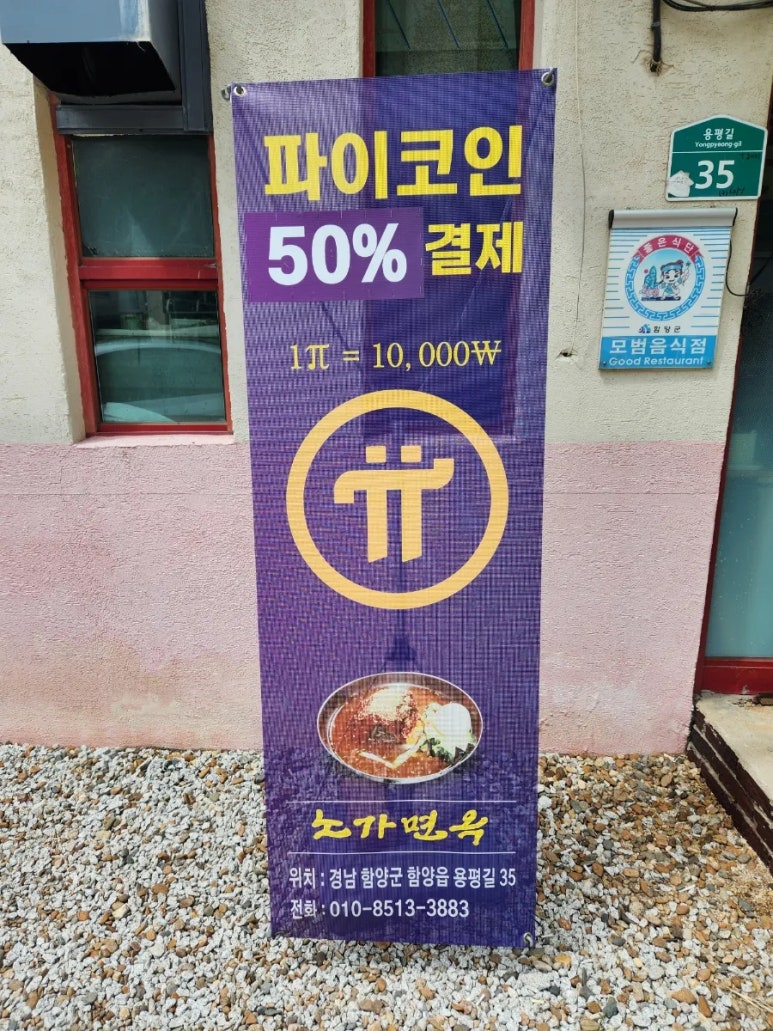 파이코인
50% 결제
1π = 10,000₩
노가면옥
위치 : 경남 함양군 함양읍 용평길 35
전화 : 010-8513-3883
용평길
Yongpyeong-gil
35
좋은식단
함양군
모범음식점
Good Restaurant